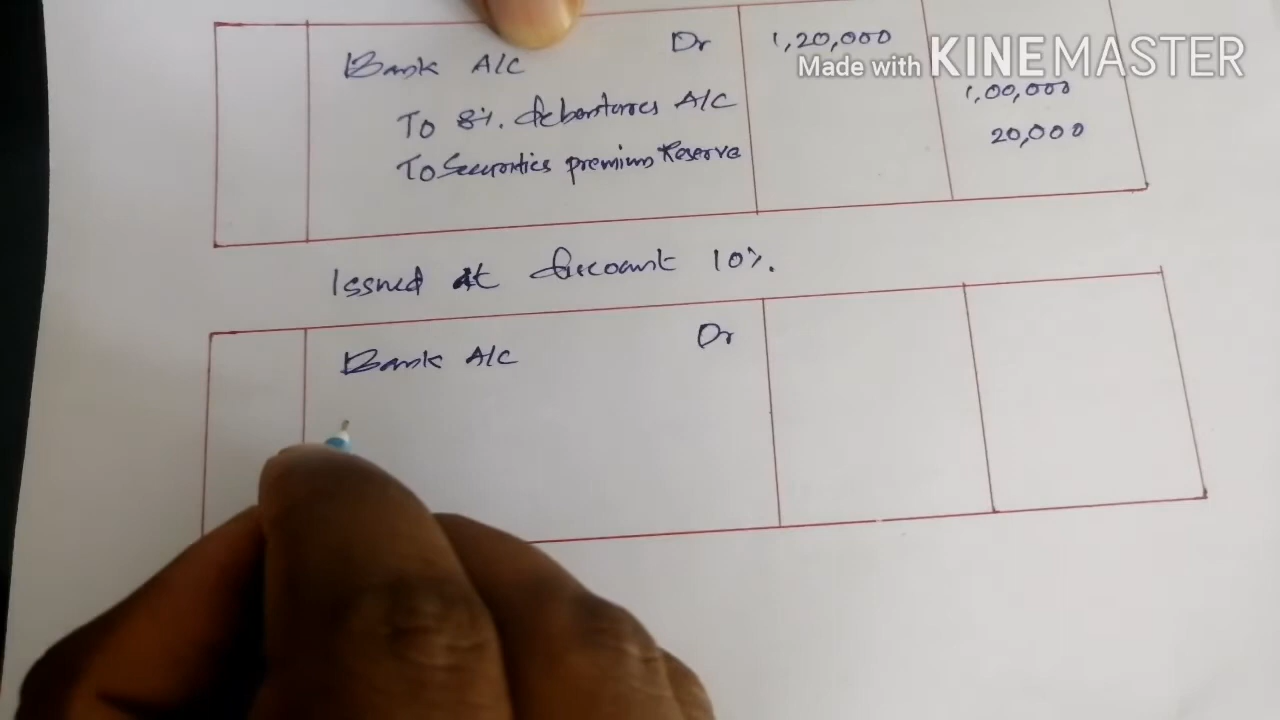 Bank A/C Dr 1,20,000
Made with KINEMASTER
To 8%. debentures A/C 1,00,000
To Securities premium Reserve 20,000
Issued at discount 10%.
Bank A/C Dr